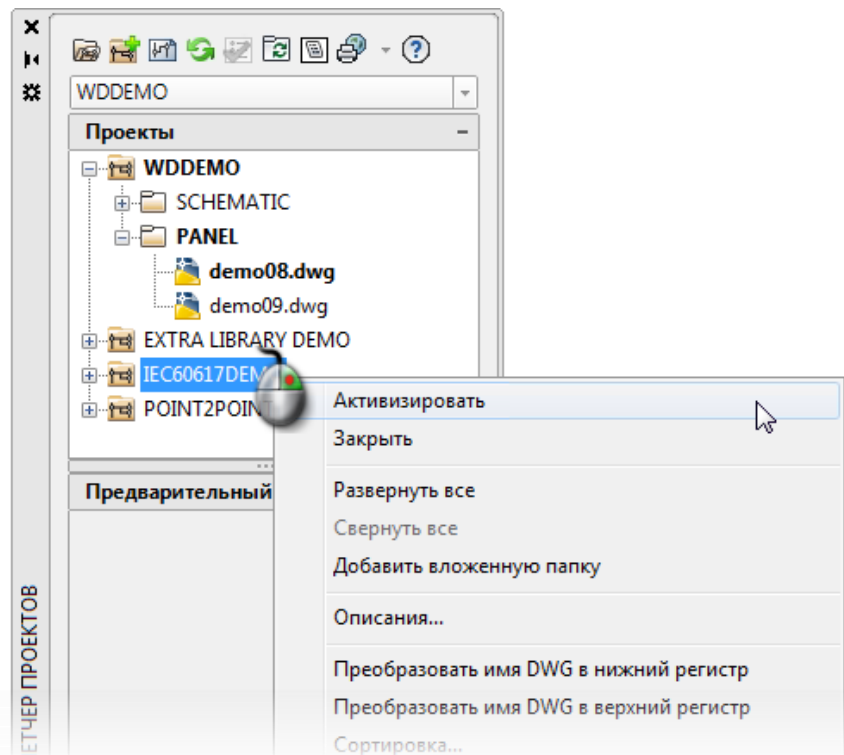 WDDEMO
Проекты
WDDEMO
SCHEMATIC
PANEL
demo08.dwg
demo09.dwg
EXTRA LIBRARY DEMO
IEC60617DEM
POINT2POINT
Активизировать
Закрыть
Развернуть все
Свернуть все
Добавить вложенную папку
Описания...
Преобразовать имя DWG в нижний регистр
Преобразовать имя DWG в верхний регистр
Сортировка...
Предварительный
ЕТЧЕР ПРОЕКТОВ